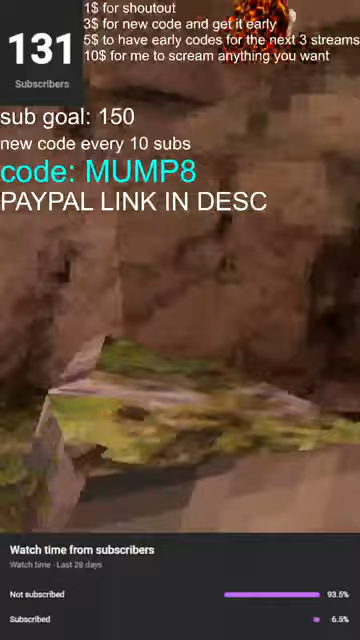 1$ for shoutout
3$ for new code and get it early
5$ to have early codes for the next 3 streams
10$ for me to scream anything you want
131
Subscribers
sub goal: 150
new code every 10 subs
code: MUMP8
PAYPAL LINK IN DESC
Watch time from subscribers
Watch time · Last 28 days
Not subscribed 93.5%
Subscribed 6.5%